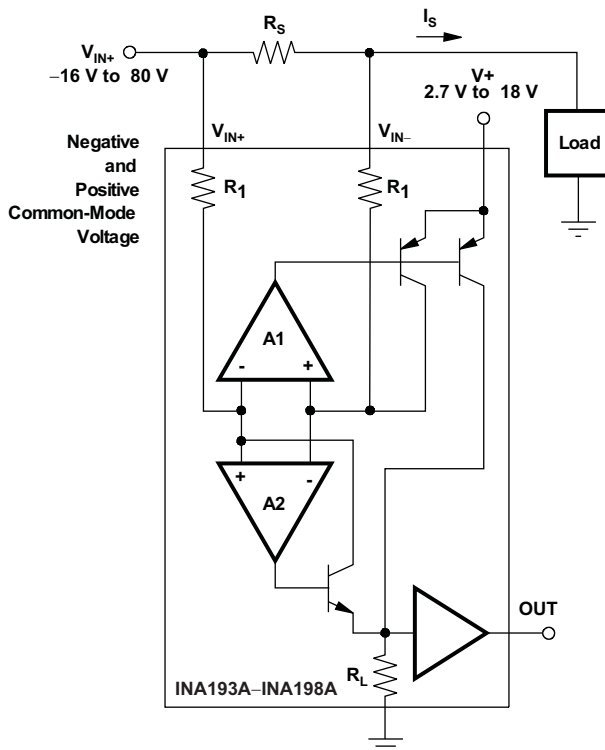 R_S
I_S
V_IN+
−16 V to 80 V
V+
2.7 V to 18 V
V_IN+
V_IN−
Load
Negative
and
Positive
Common-Mode
Voltage
R_1
R_1
A1
-
+
+
-
A2
OUT
R_L
INA193A−INA198A